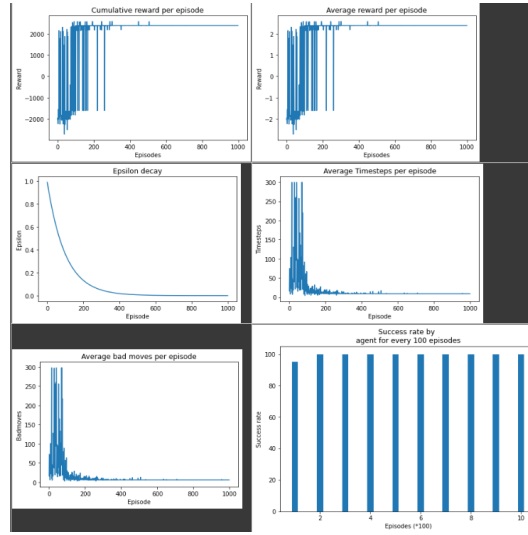 Cumulative reward per episode
2000
1000
0
−1000
−2000
Reward
0 200 400 600 800 1000
Episodes
Average reward per episode
2
1
0
−1
−2
Reward
0 200 400 600 800 1000
Episodes
Epsilon decay
1.0
0.8
0.6
0.4
0.2
0.0
Epsilon
0 200 400 600 800 1000
Episode
Average Timesteps per episode
300
250
200
150
100
50
0
Timesteps
0 200 400 600 800 1000
Episode
Average bad moves per episode
300
250
200
150
100
50
0
Badmoves
0 200 400 600 800 1000
Episode
Success rate by
agent for every 100 episodes
100
80
60
40
20
0
Success rate
2 4 6 8 10
Episodes (*100)